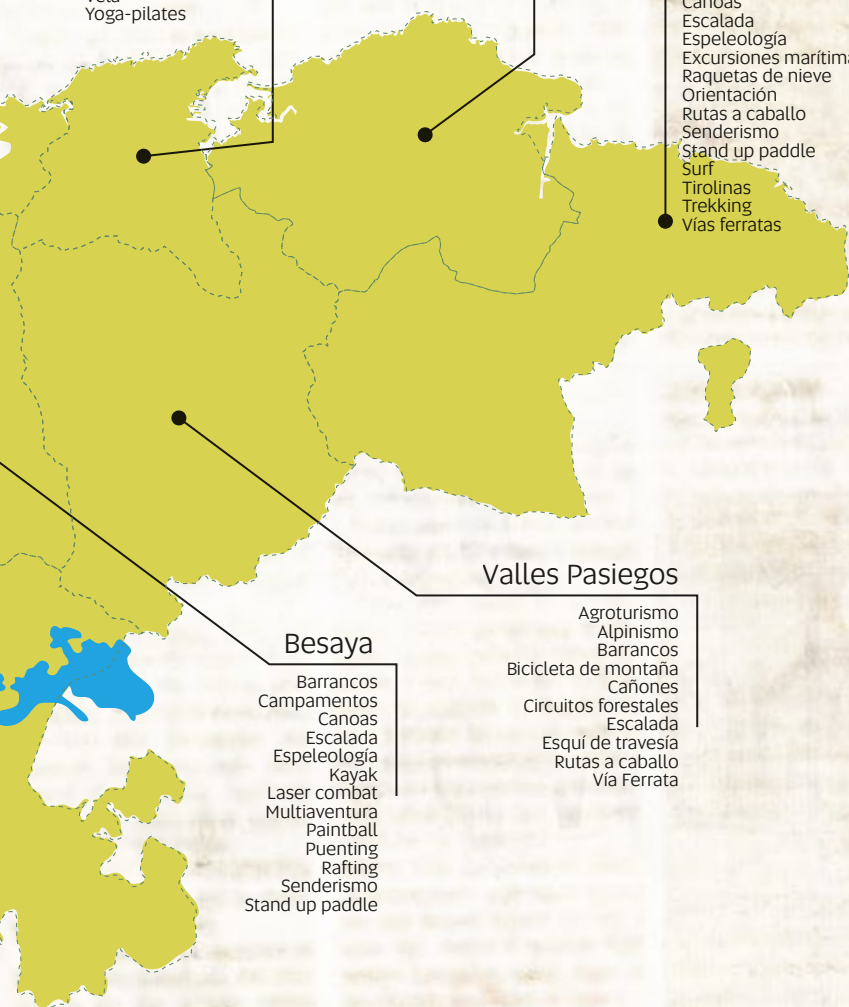 Yoga-pilates
Canoas
Escalada
Espeleología
Excursiones marítima
Raquetas de nieve
Orientación
Rutas a caballo
Senderismo
Stand up paddle
Surf
Tirolinas
Trekking
Vías ferratas
Valles Pasiegos
Agroturismo
Alpinismo
Barrancos
Bicicleta de montaña
Cañones
Circuitos forestales
Escalada
Esquí de travesía
Rutas a caballo
Vía Ferrata
Besaya
Barrancos
Campamentos
Canoas
Escalada
Espeleología
Kayak
Laser combat
Multiaventura
Paintball
Puenting
Rafting
Senderismo
Stand up paddle